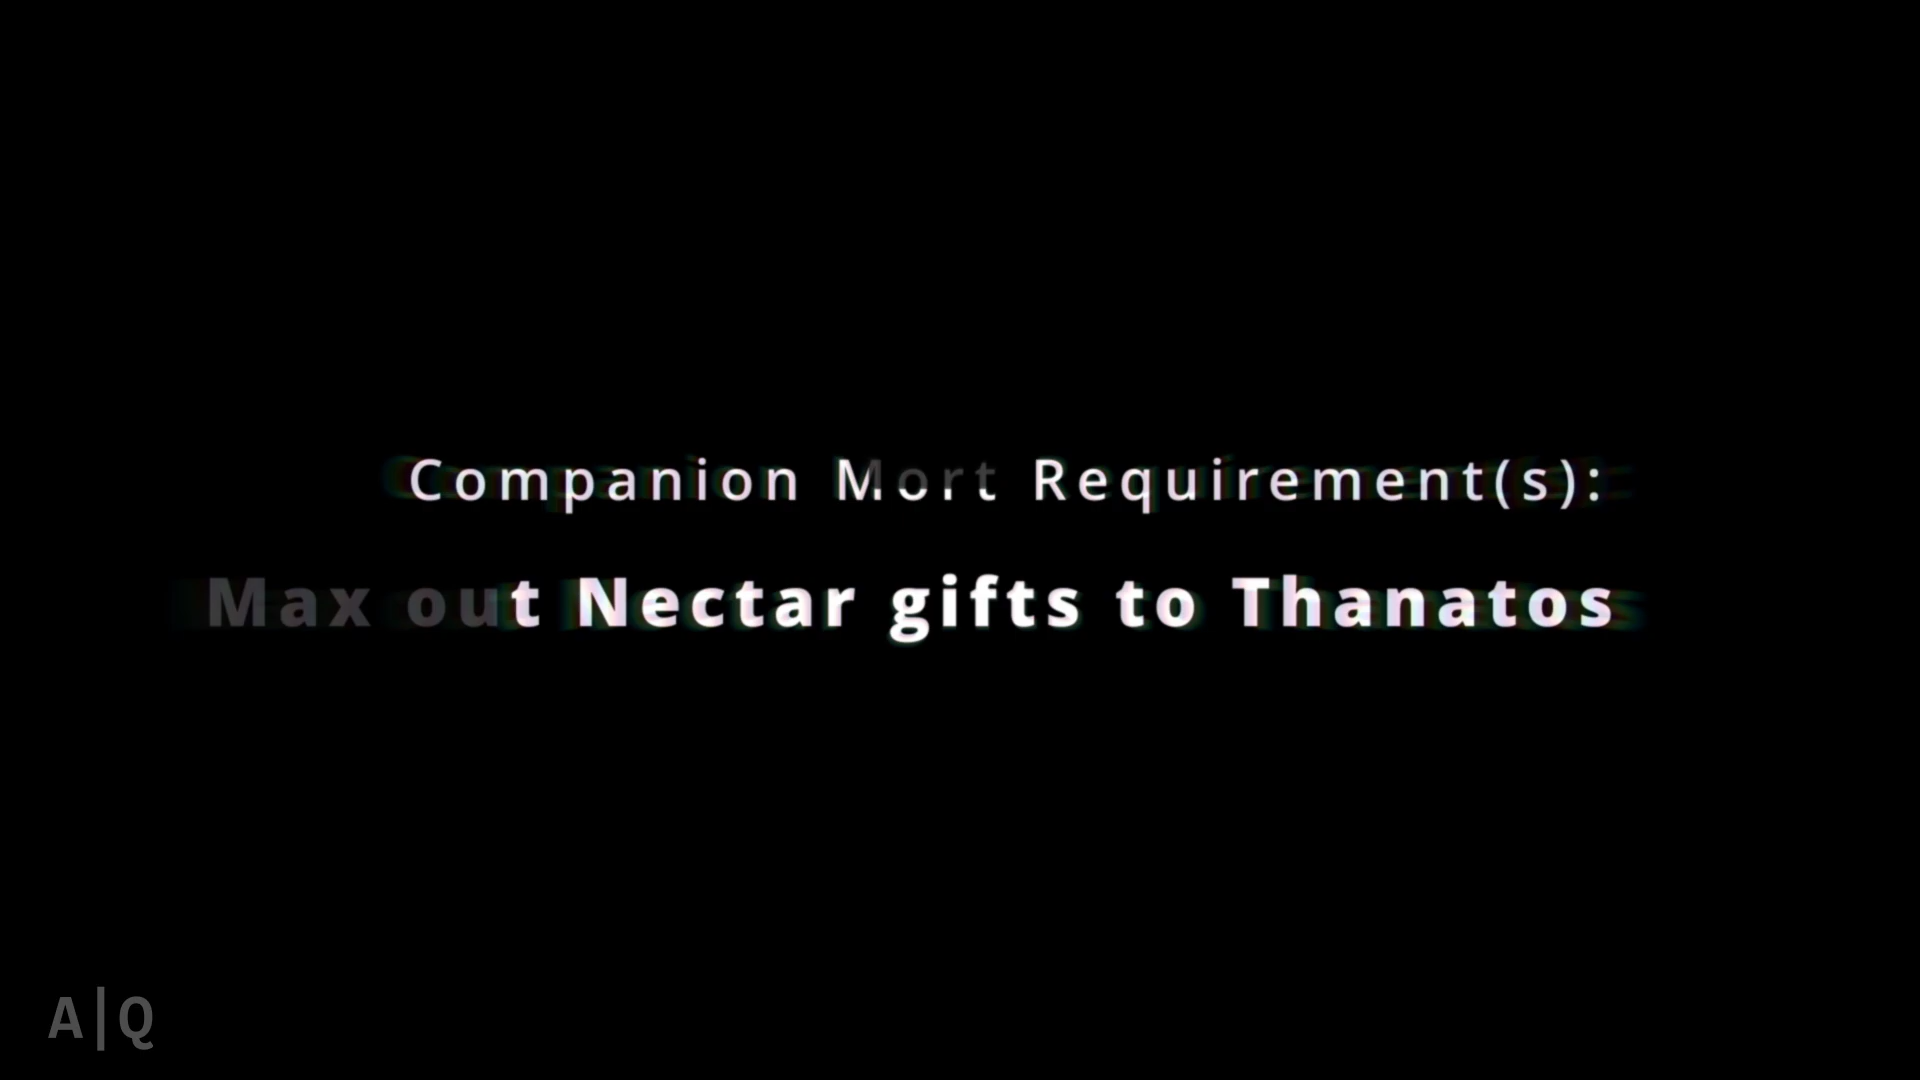 Companion Mort Requirement(s):
Max out Nectar gifts to Thanatos
A|Q